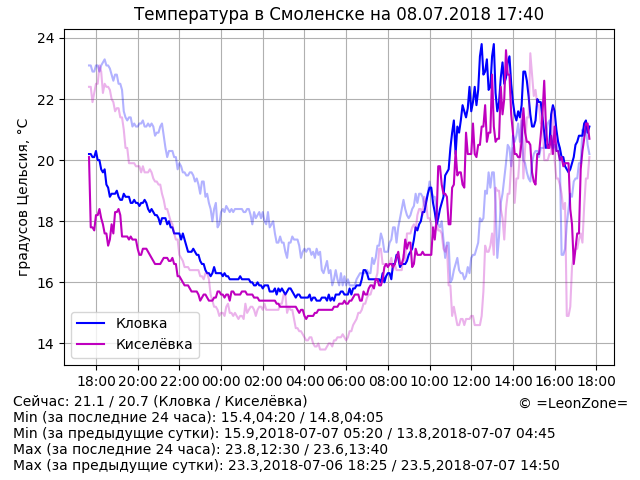 Температура в Смоленске на 08.07.2018 17:40
градусов Цельсия, °C
24
22
20
18
16
14
Кловка
Киселёвка
18:00 20:00 22:00 00:00 02:00 04:00 06:00 08:00 10:00 12:00 14:00 16:00 18:00
Сейчас: 21.1 / 20.7 (Кловка / Киселёвка)
© =LeonZone=
Min (за последние 24 часа): 15.4,04:20 / 14.8,04:05
Min (за предыдущие сутки): 15.9,2018-07-07 05:20 / 13.8,2018-07-07 04:45
Max (за последние 24 часа): 23.8,12:30 / 23.6,13:40
Max (за предыдущие сутки): 23.3,2018-07-06 18:25 / 23.5,2018-07-07 14:50